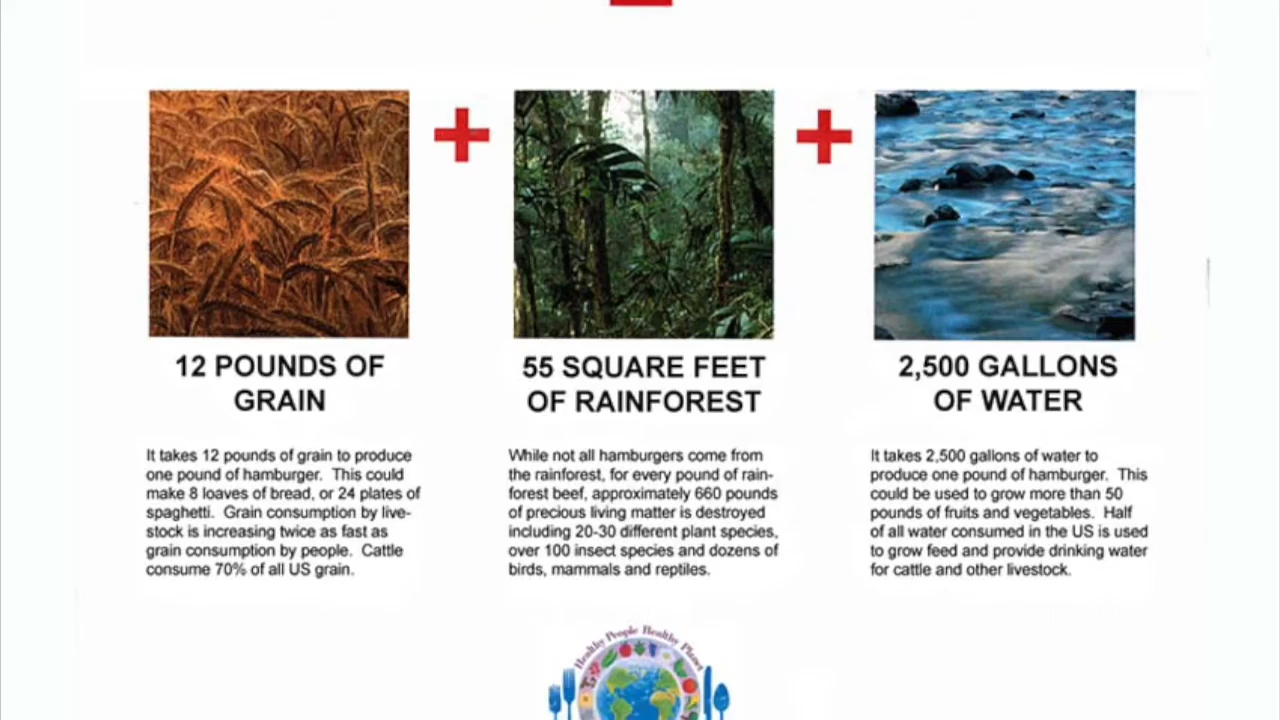 12 POUNDS OF
GRAIN
It takes 12 pounds of grain to produce
one pound of hamburger. This could
make 8 loaves of bread, or 24 plates of
spaghetti. Grain consumption by live-
stock is increasing twice as fast as
grain consumption by people. Cattle
consume 70% of all US grain.
55 SQUARE FEET
OF RAINFOREST
While not all hamburgers come from
the rainforest, for every pound of rain-
forest beef, approximately 660 pounds
of precious living matter is destroyed
including 20-30 different plant species,
over 100 insect species and dozens of
birds, mammals and reptiles.
2,500 GALLONS
OF WATER
It takes 2,500 gallons of water to
produce one pound of hamburger. This
could be used to grow more than 50
pounds of fruits and vegetables. Half
of all water consumed in the US is used
to grow feed and provide drinking water
for cattle and other livestock.
Healthy People Healthy Planet